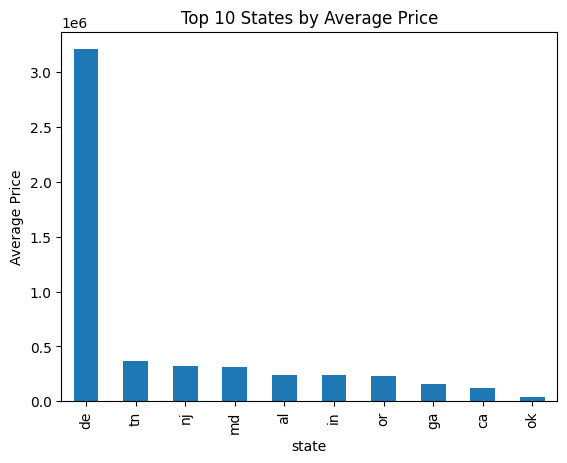 Top 10 States by Average Price
1e6
3.0
2.5
2.0
1.5
1.0
0.5
0.0
Average Price
de tn nj md al in or ga ca ok
state